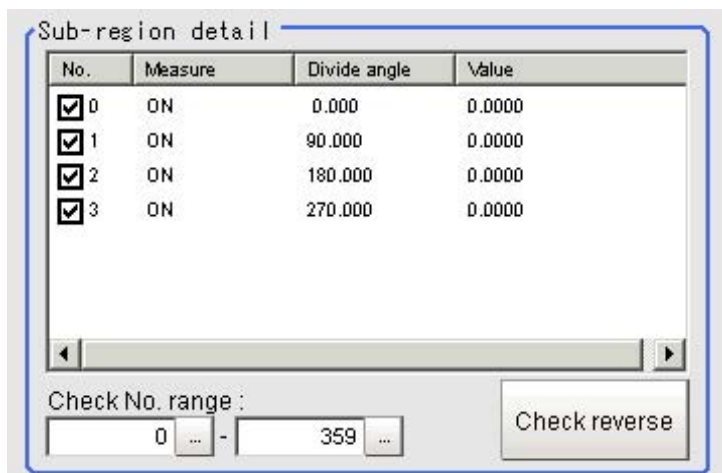 Sub-region detail
No. Measure Divide angle Value
0 ON 0.000 0.0000
1 ON 90.000 0.0000
2 ON 180.000 0.0000
3 ON 270.000 0.0000
Check No. range :
0 ... - 359 ...
Check reverse